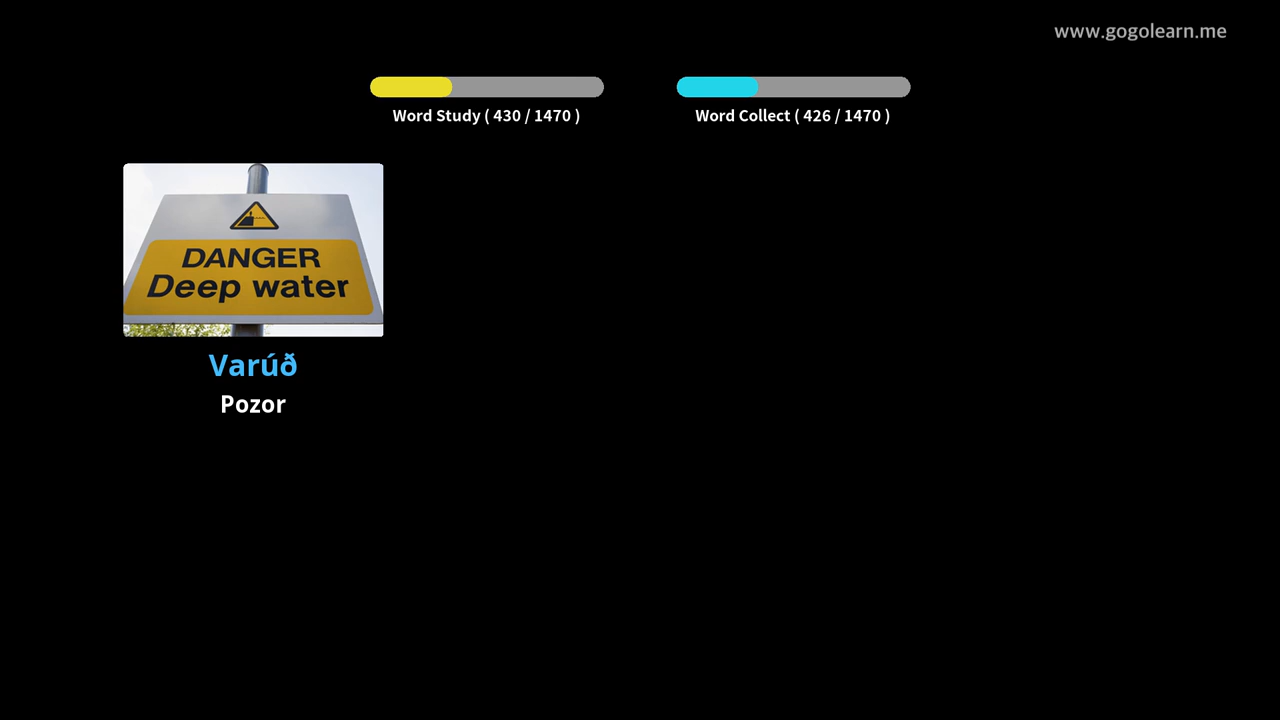 www.gogolearn.me
Word Study ( 430 / 1470 )
Word Collect ( 426 / 1470 )
DANGER
Deep water
Varúð
Pozor